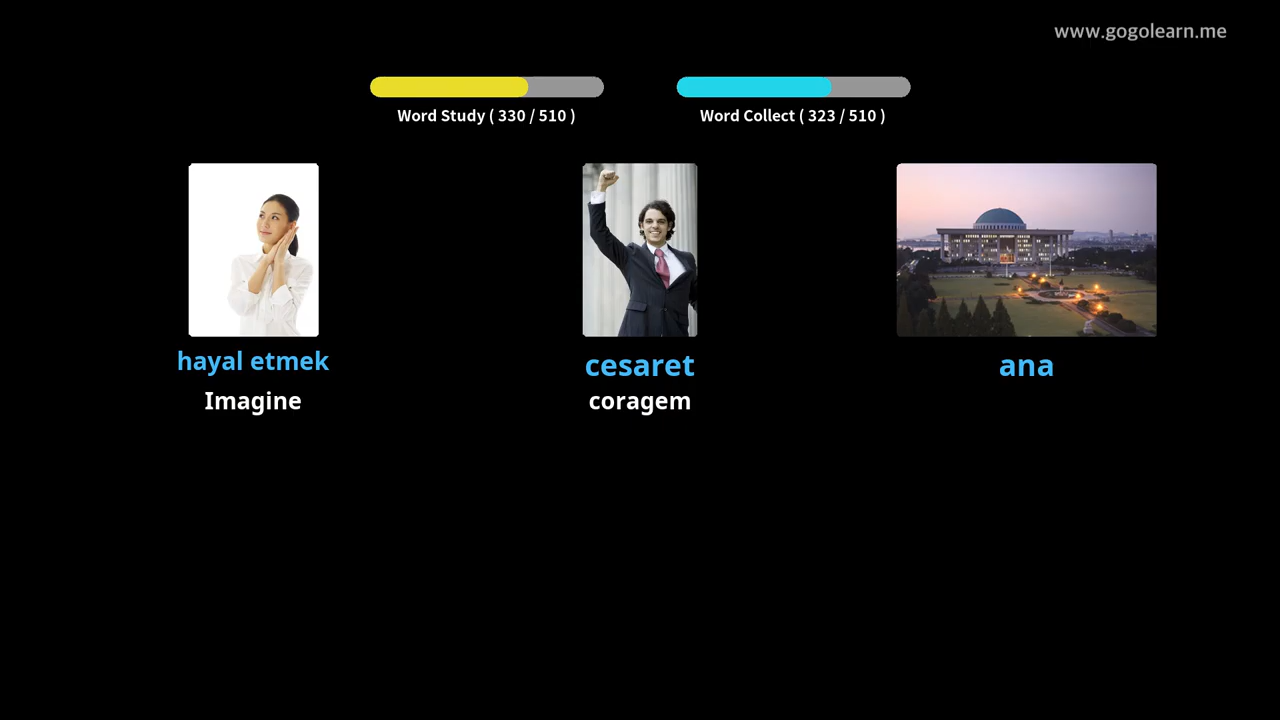 www.gogolearn.me
Word Study ( 330 / 510 )
Word Collect ( 323 / 510 )
hayal etmek
Imagine
cesaret
coragem
ana